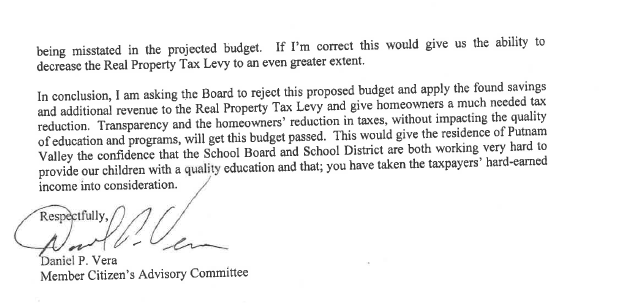 being misstated in the projected budget. If I'm correct this would give us the ability to
decrease the Real Property Tax Levy to an even greater extent.
In conclusion, I am asking the Board to reject this proposed budget and apply the found savings
and additional revenue to the Real Property Tax Levy and give homeowners a much needed tax
reduction. Transparency and the homeowners' reduction in taxes, without impacting the quality
of education and programs, will get this budget passed. This would give the residence of Putnam
Valley the confidence that the School Board and School District are both working very hard to
provide our children with a quality education and that; you have taken the taxpayers' hard-earned
income into consideration.
Respectfully,
Daniel P. Vera
Daniel P. Vera
Member Citizen's Advisory Committee